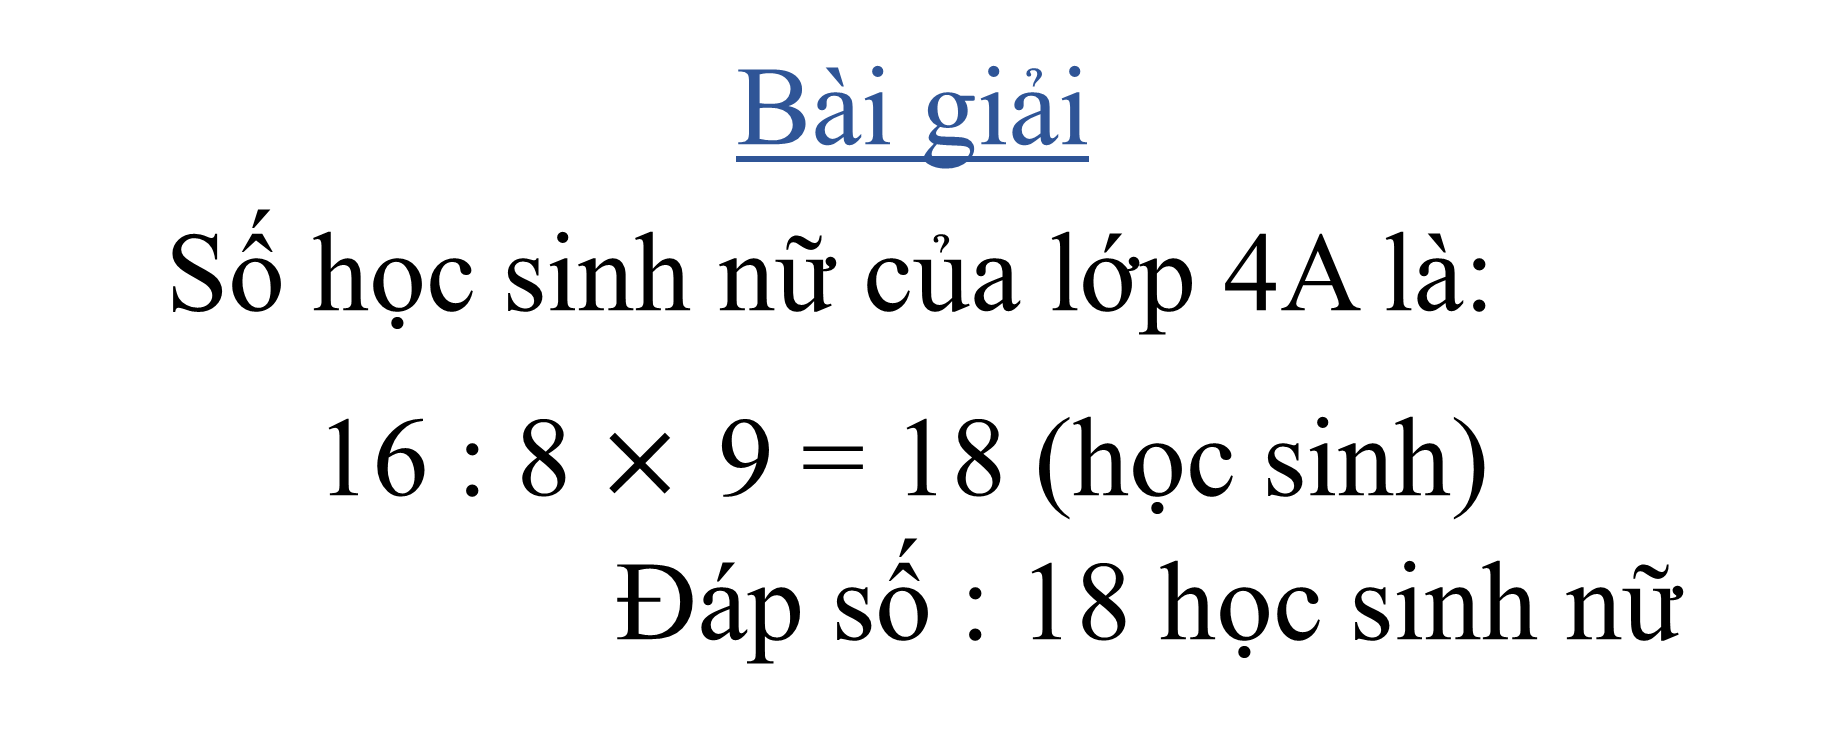 Bài giải
Số học sinh nữ của lớp 4A là:
16 : 8 × 9 = 18 (học sinh)
Đáp số : 18 học sinh nữ